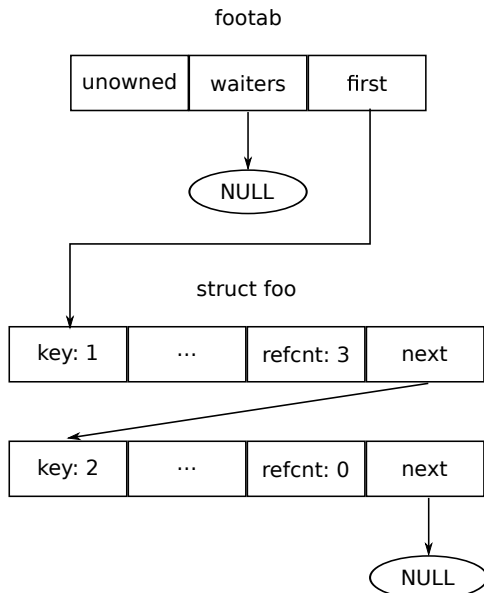 footab
unowned waiters first
NULL
struct foo
key: 1 ... refcnt: 3 next
key: 2 ... refcnt: 0 next
NULL